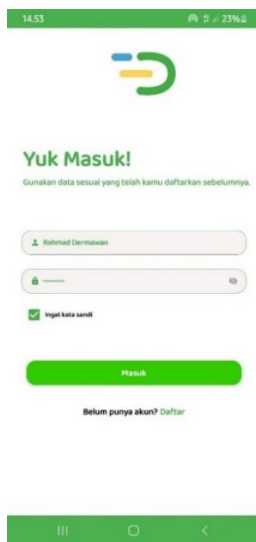 14.53
23%
Yuk Masuk!
Gunakan data sesuai yang telah kamu daftarkan sebelumnya.
Rahmad Dermawan
Ingat kata sandi
Masuk
Belum punya akun? Daftar